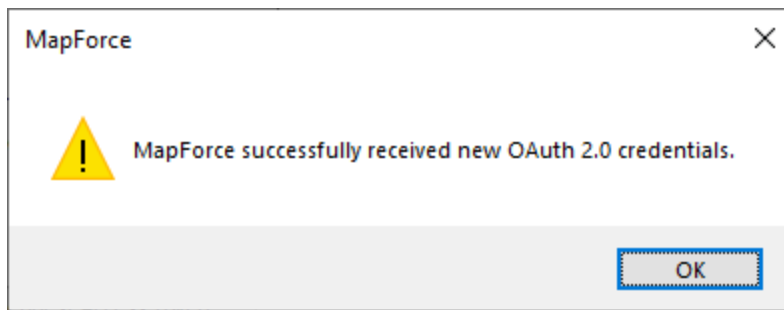 MapForce
MapForce successfully received new OAuth 2.0 credentials.
OK